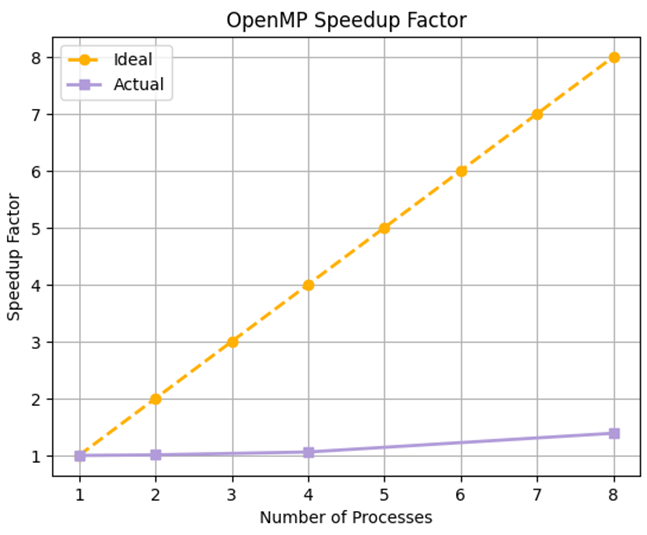 OpenMP Speedup Factor
Ideal
Actual
8
7
6
5
4
3
2
1
Speedup Factor
1 2 3 4 5 6 7 8
Number of Processes